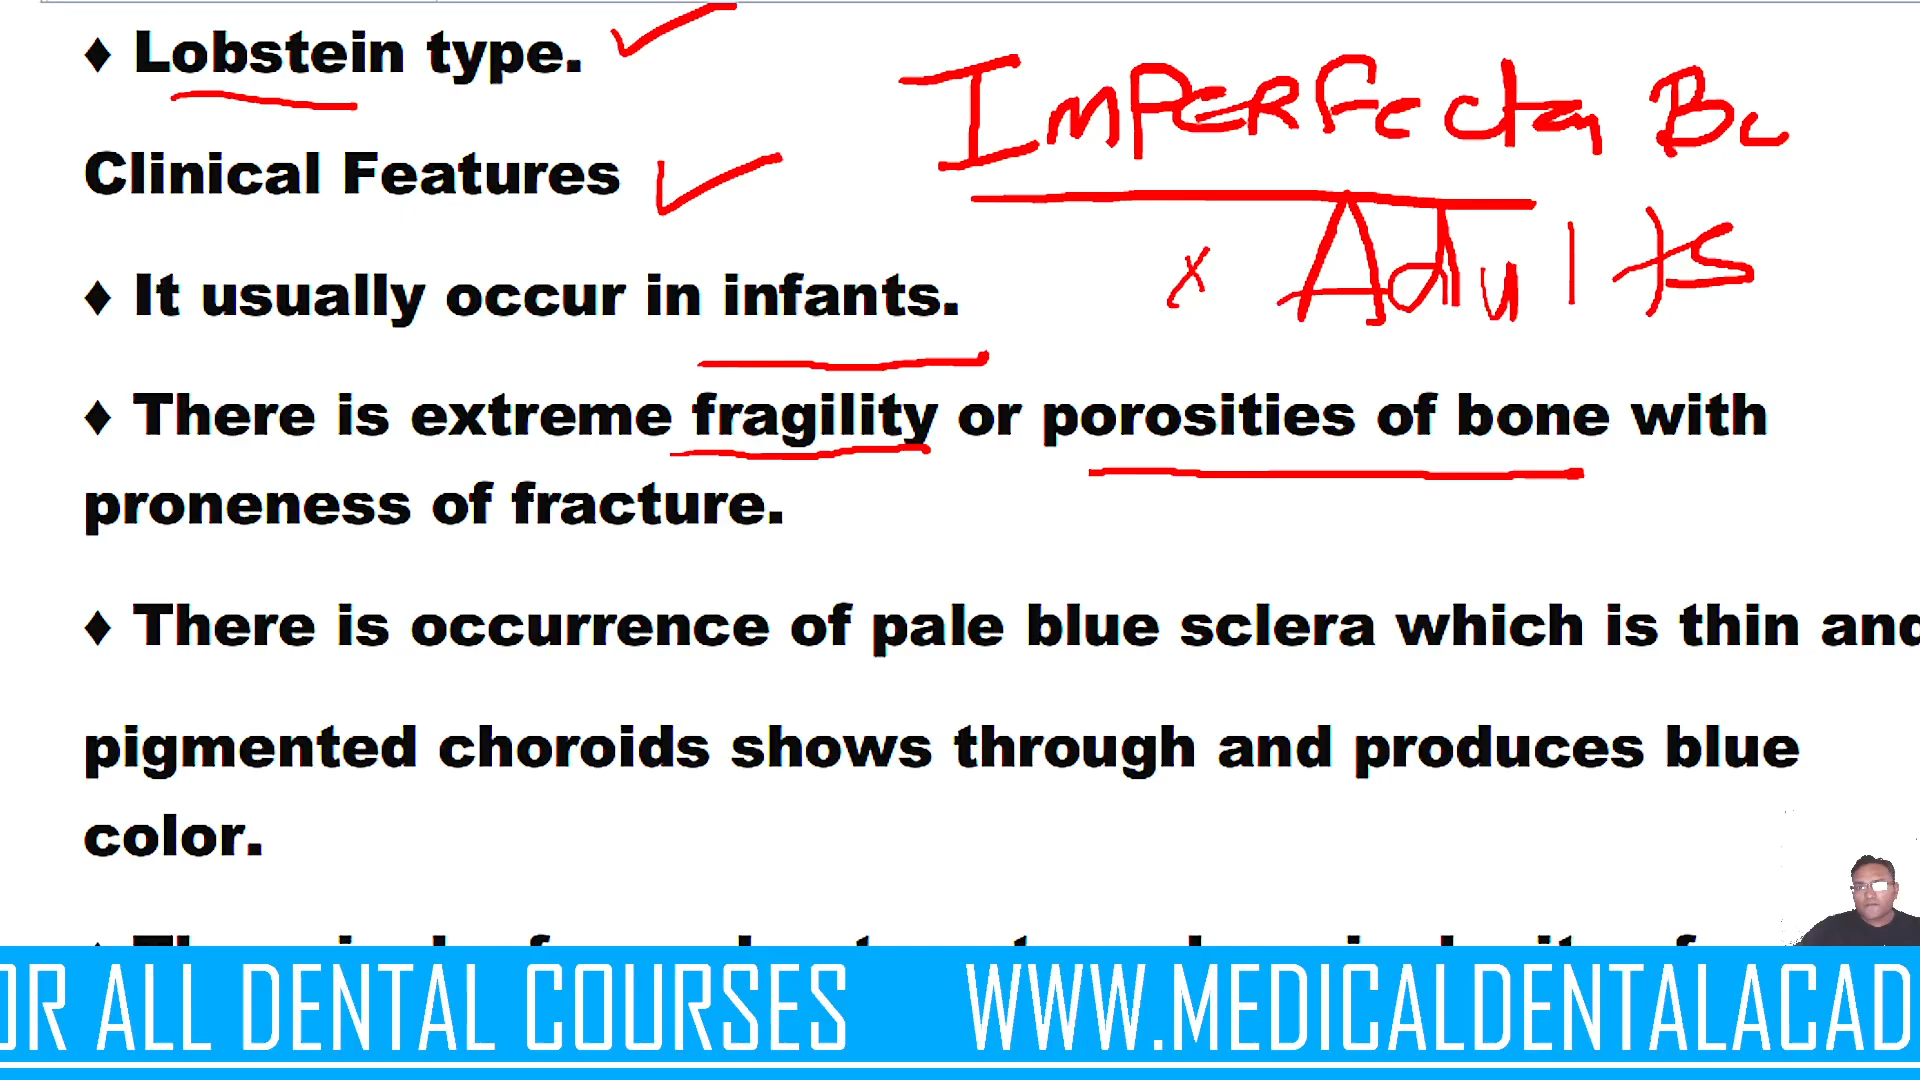 ♦ Lobstein type.
IMPERFecta
Clinical Features
x Adults
♦ It usually occur in infants.
♦ There is extreme fragility or porosities of bone with
proneness of fracture.
♦ There is occurrence of pale blue sclera which is thin and
pigmented choroids shows through and produces blue
color.
OR ALL DENTAL COURSES WWW.MEDICALDENTALACAD